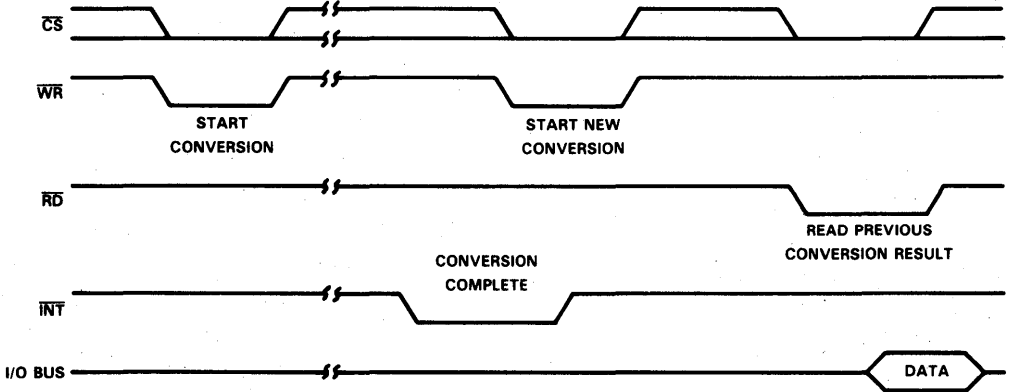 CS
WR
START
CONVERSION
START NEW
CONVERSION
RD
READ PREVIOUS
CONVERSION RESULT
CONVERSION
COMPLETE
INT
I/O BUS
DATA